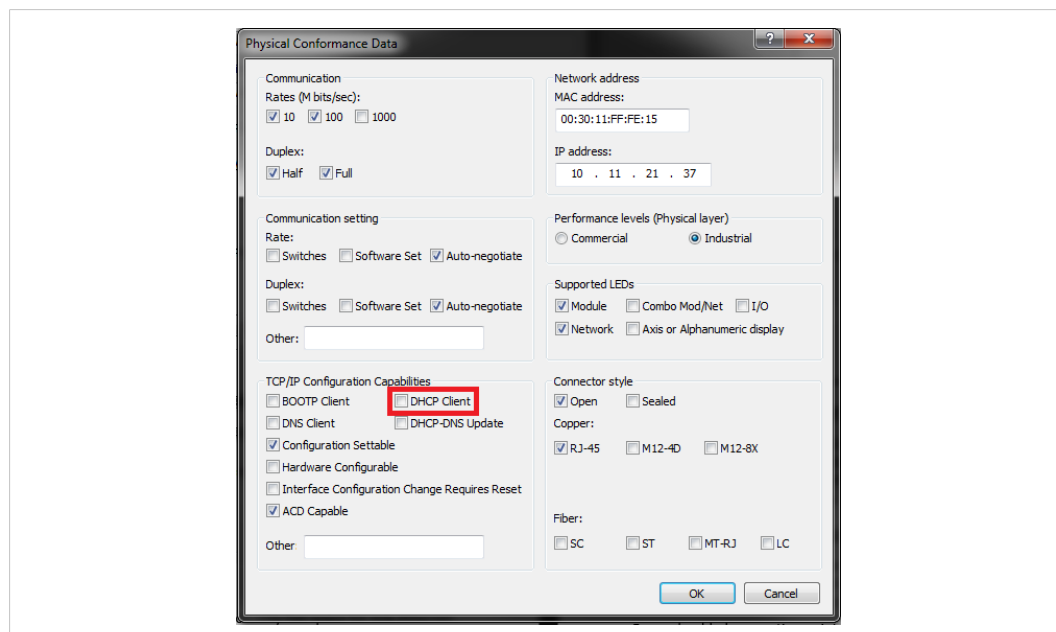 Physical Conformance Data
Communication
Rates (M bits/sec):
10 100 1000
Duplex:
Half Full
Network address
MAC address:
00:30:11:FF:FE:15
IP address:
10 . 11 . 21 . 37
Communication setting
Rate:
Switches Software Set Auto-negotiate
Duplex:
Switches Software Set Auto-negotiate
Other:
Performance levels (Physical layer)
Commercial Industrial
Supported LEDs
Module Combo Mod/Net I/O
Network Axis or Alphanumeric display
TCP/IP Configuration Capabilities
BOOTP Client DHCP Client
DNS Client DHCP-DNS Update
Configuration Settable
Hardware Configurable
Interface Configuration Change Requires Reset
ACD Capable
Other
Connector style
Open Sealed
Copper:
RJ-45 M12-4D M12-8X
Fiber:
SC ST MT-RJ LC
OK Cancel